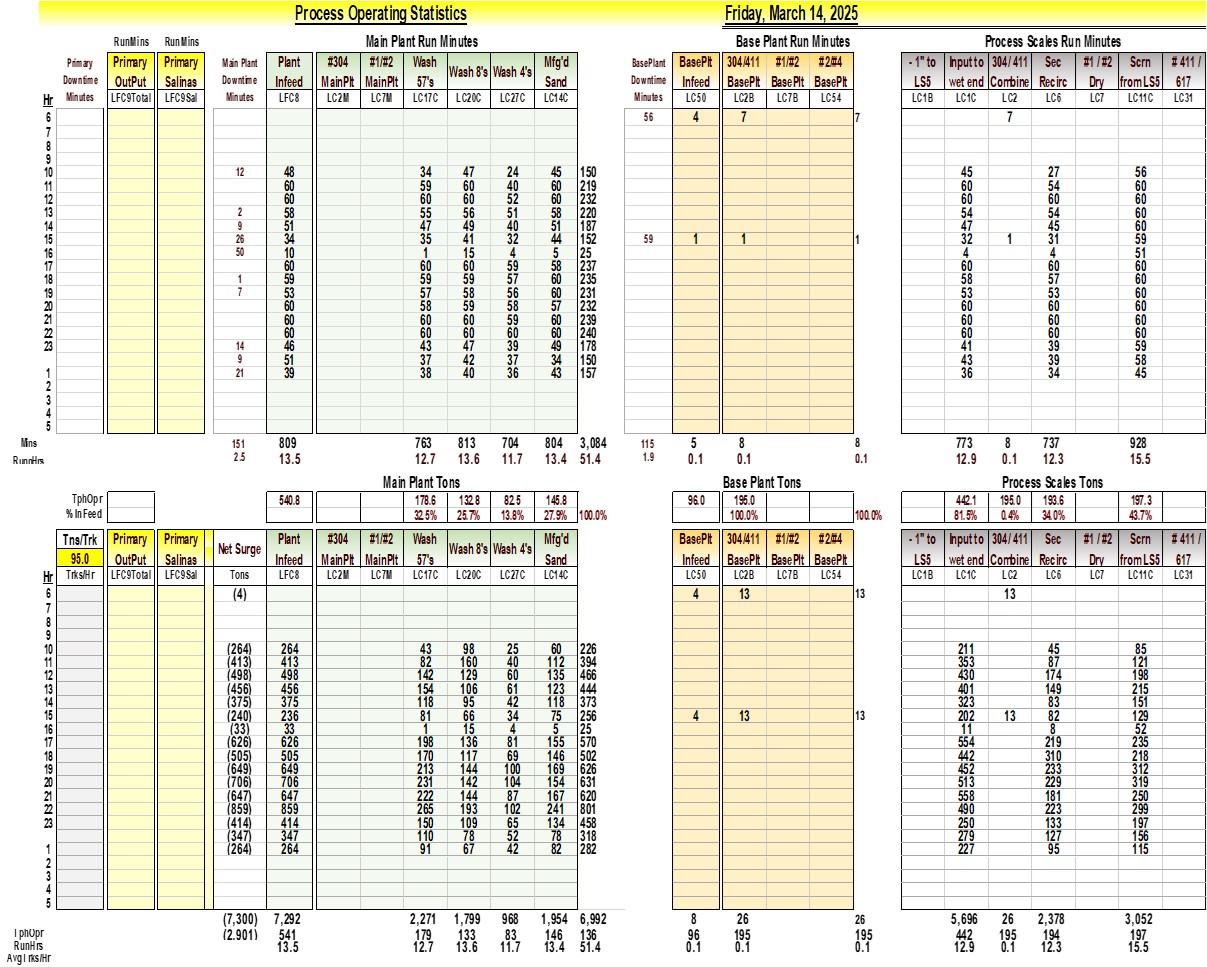 Process Operating Statistics Friday, March 14, 2025
RunMins RunMins Main Plant Run Minutes Base Plant Run Minutes Process Scales Run Minutes
Primary Primary Primary Main Plant Plant #304 #1/#2 Wash Wash 8's Wash 4's Mfg'd BasePlant BasePlt 304/411 #1/#2 #2/#4 - 1" to Input to 304/ 411 Sec #1 / #2 Scrn # 411 /
Downtime OutPut Salinas Downtime Infeed MainPlt MainPlt 57's Sand Downtime Infeed BasePlt BasePlt BasePlt LS5 wet end Combine Recirc Dry from LS5 617
Hr Minutes LFC9Total LFC9Sal Minutes LFC8 LC2M LC7M LC17C LC20C LC27C LC14C Minutes LC50 LC2B LC7B LC54 LC1B LC1C LC2 LC6 LC7 LC11C LC31
6 56 4 7 7 7
7
8
9
10 12 48 34 47 24 45 150 45 27 56
11 60 59 60 40 60 219 60 54 60
12 60 60 60 52 60 232 60 60 60
13 2 58 55 56 51 58 220 54 54 60
14 9 51 47 49 40 51 187 47 45 60
15 26 34 35 41 32 44 152 59 1 1 1 32 1 31 59
16 50 10 1 15 4 5 25 4 4 51
17 60 60 60 59 58 237 60 60 60
18 1 59 59 59 57 60 235 58 57 60
19 7 53 57 58 56 60 231 53 53 60
20 60 58 59 58 57 232 60 60 60
21 60 60 60 59 60 239 60 60 60
22 60 60 60 60 60 240 60 60 60
23 14 46 43 47 39 49 178 41 39 59
9 51 37 42 37 34 150 43 39 58
1 21 39 38 40 36 43 157 36 34 45
2
3
4
5
Mins 151 809 763 813 704 804 3,084 115 5 8 8 773 8 737 928
RunnHrs 2.5 13.5 12.7 13.6 11.7 13.4 51.4 1.9 0.1 0.1 0.1 12.9 0.1 12.3 15.5
Main Plant Tons Base Plant Tons Process Scales Tons
TphOpr 540.8 178.6 132.8 82.5 145.8 96.0 195.0 442.1 195.0 193.6 197.3
% In Feed 32.5% 25.7% 13.8% 27.9% 100.0% 100.0% 100.0% 81.5% 0.4% 34.0% 43.7%
Tns/Trk Primary Primary Net Surge Plant #304 #1/#2 Wash Wash 8's Wash 4's Mfg'd BasePlt 304/411 #1/#2 #2/#4 - 1" to Input to 304/ 411 Sec #1 / #2 Scrn # 411 /
95.0 OutPut Salinas Infeed MainPlt MainPlt 57's Sand Infeed BasePlt BasePlt BasePlt LS5 wet end Combine Recirc Dry from LS5 617
Hr Trks/Hr LFC9Total LFC9Sal Tons LFC8 LC2M LC7M LC17C LC20C LC27C LC14C LC50 LC2B LC7B LC54 LC1B LC1C LC2 LC6 LC7 LC11C LC31
6 (4) 4 13 13 13
7
8
9
10 (264) 264 43 98 25 60 226 211 45 85
11 (413) 413 82 160 40 112 394 353 87 121
12 (498) 498 142 129 60 135 466 430 174 198
13 (456) 456 154 106 61 123 444 401 149 215
14 (375) 375 118 95 42 118 373 323 83 151
15 (240) 236 81 66 34 75 256 4 13 13 202 13 82 129
16 (33) 33 1 15 4 5 25 11 8 52
17 (626) 626 198 136 81 155 570 554 219 235
18 (505) 505 170 117 69 146 502 442 310 218
19 (649) 649 213 144 100 169 626 452 233 312
20 (706) 706 231 142 104 154 631 513 229 319
21 (647) 647 222 144 87 167 620 558 181 250
22 (859) 859 265 193 102 241 801 490 223 299
23 (414) 414 150 109 65 134 458 250 133 197
(347) 347 110 78 52 78 318 279 127 156
1 (264) 264 91 67 42 82 282 227 95 115
2
3
4
5
(7,300) 7,292 2,271 1,799 968 1,954 6,992 8 26 26 5,696 26 2,378 3,052
TphOpr (2.901) 541 179 133 83 146 136 96 195 195 442 195 194 197
RunHrs 13.5 12.7 13.6 11.7 13.4 51.4 0.1 0.1 0.1 12.9 0.1 12.3 15.5
AvgTrks/Hr